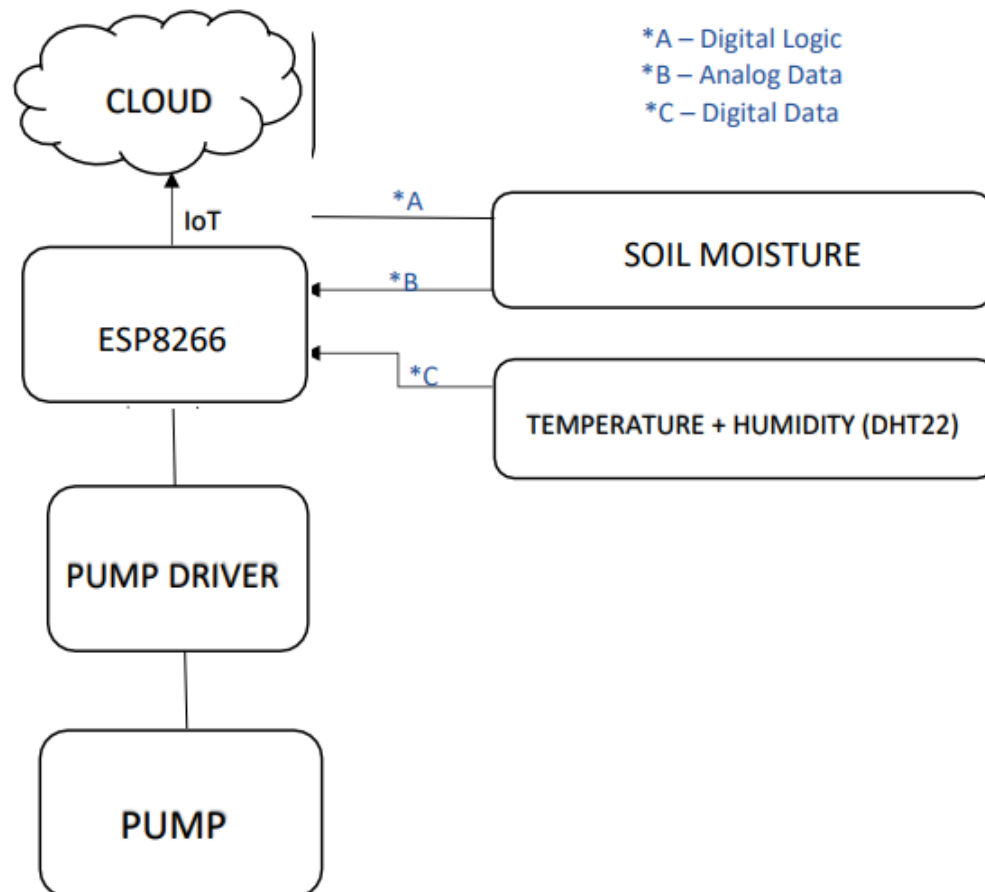 CLOUD
*A – Digital Logic
*B – Analog Data
*C – Digital Data
IoT
*A
SOIL MOISTURE
*B
ESP8266
*C
TEMPERATURE + HUMIDITY (DHT22)
PUMP DRIVER
PUMP